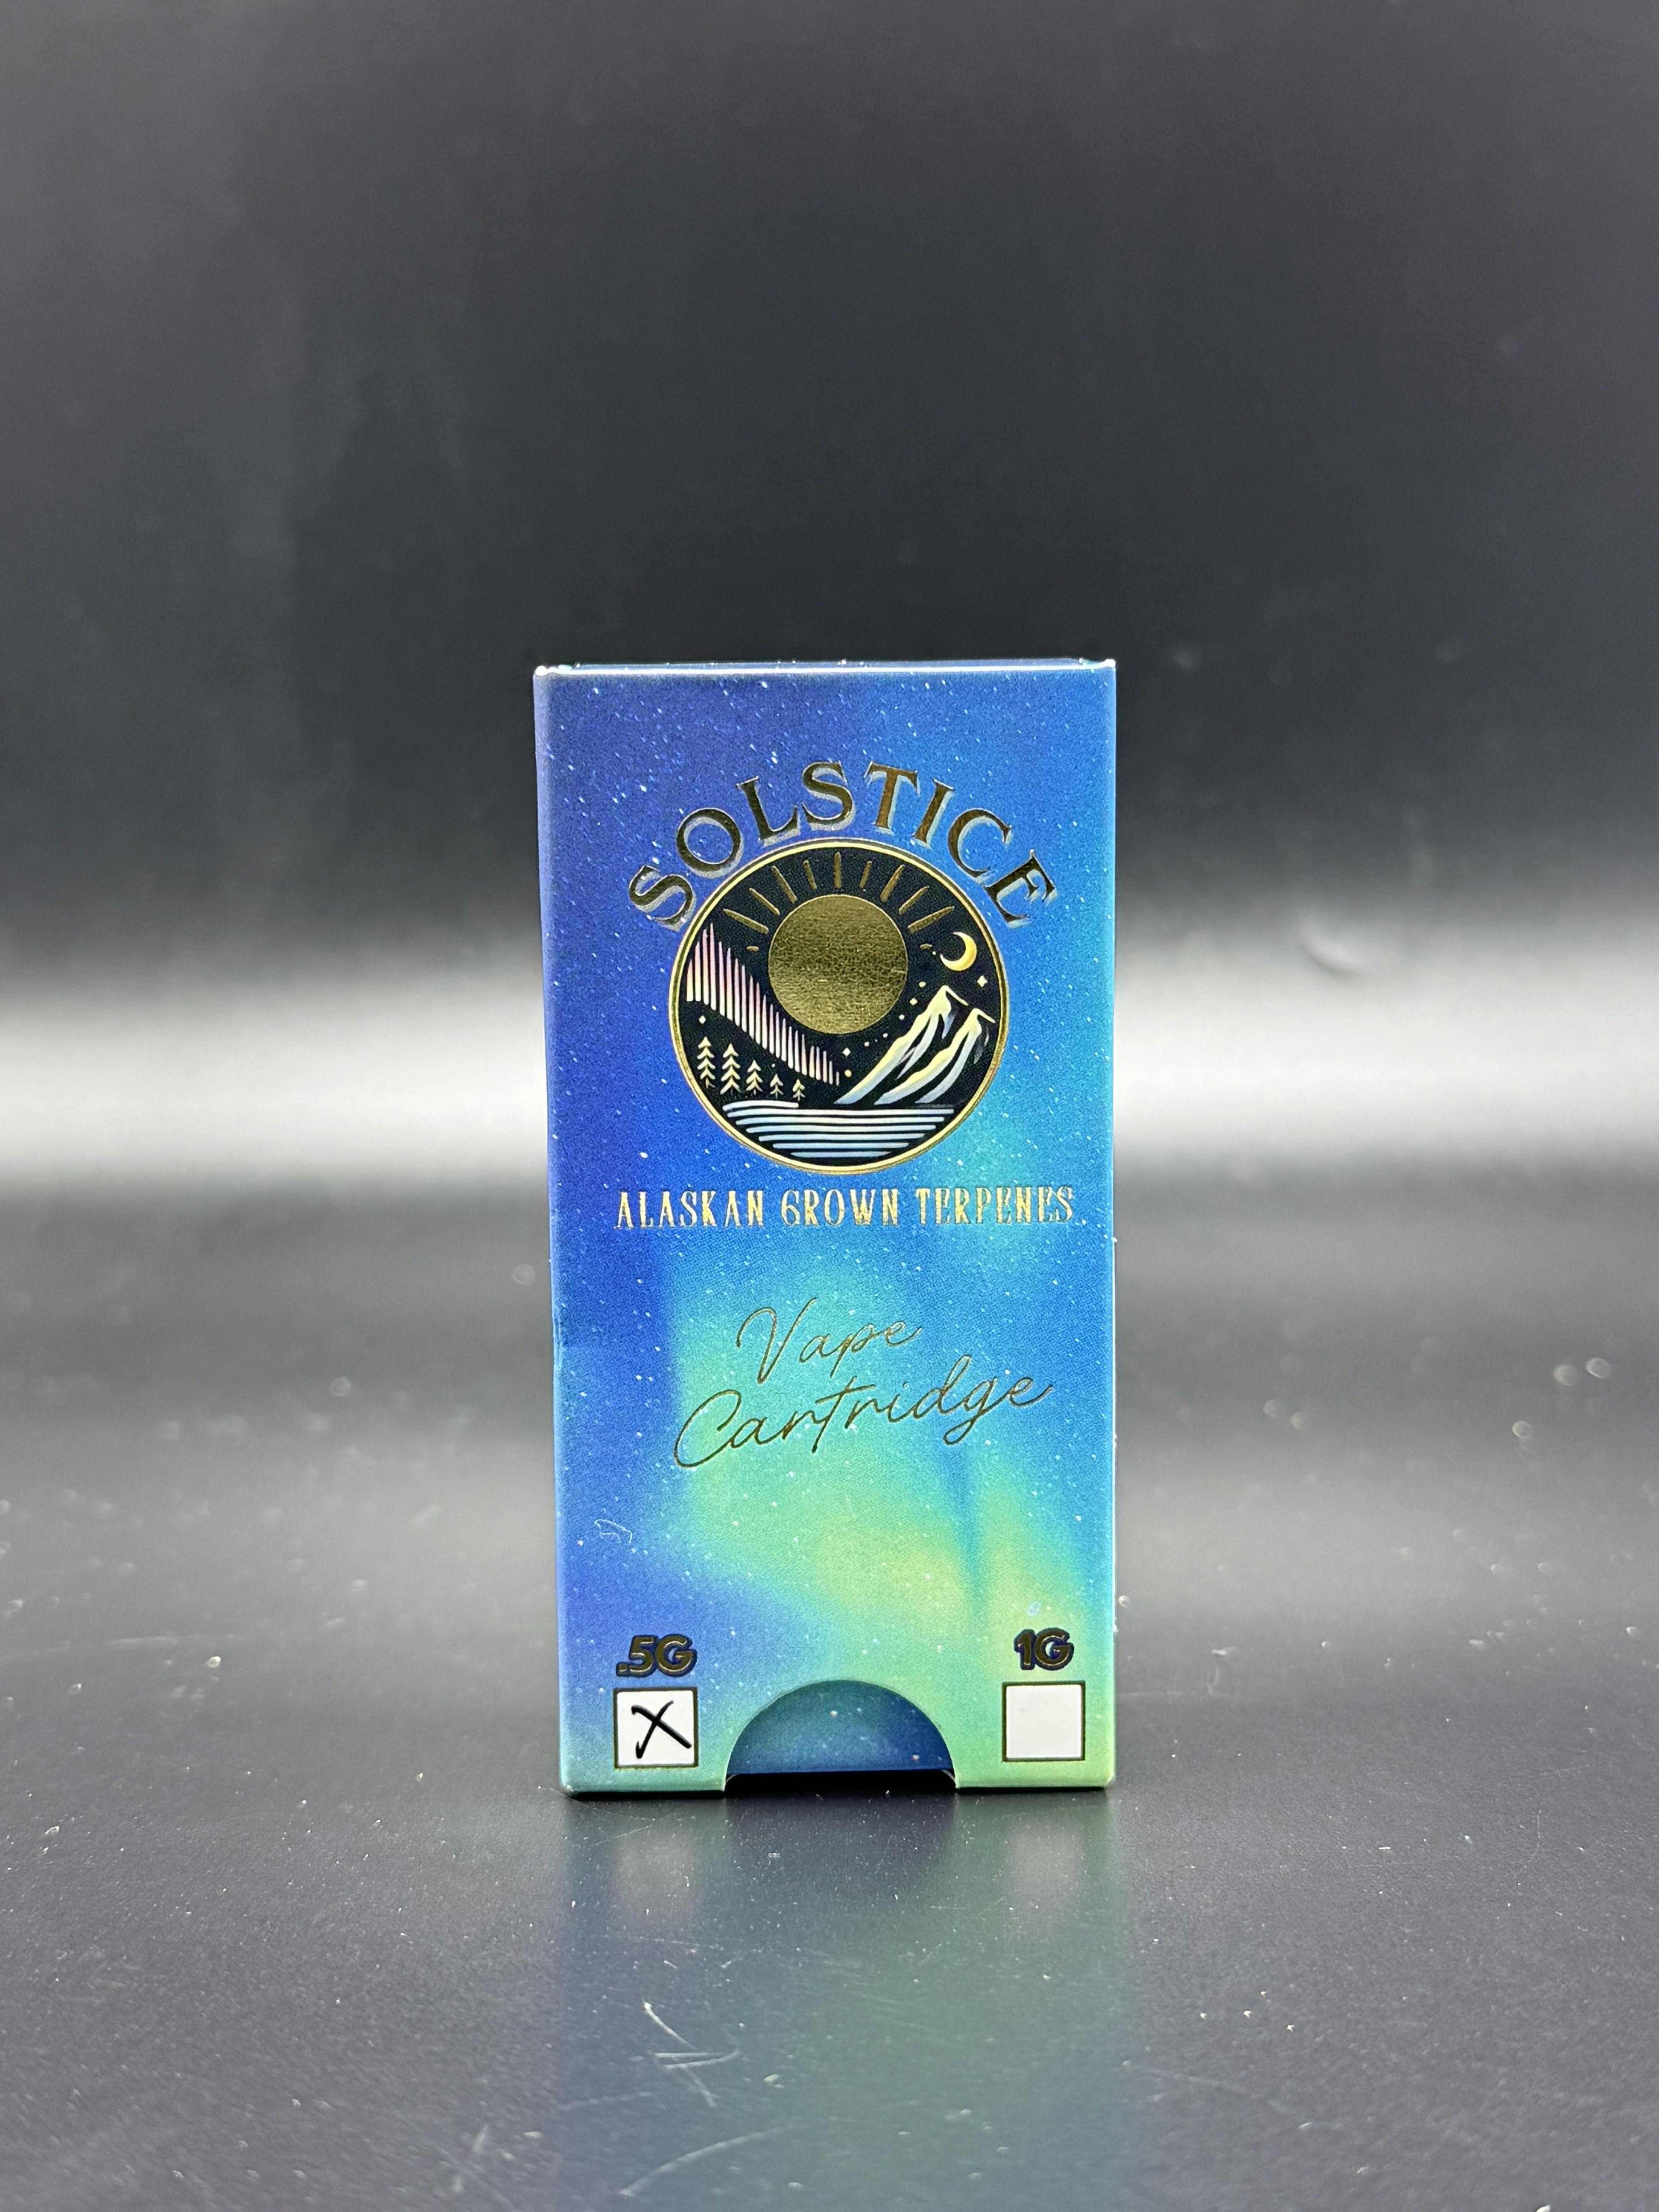 SOLSTICE
ALASKAN GROWN TERPENES
Vape
Cartridge
.5G 1G
X